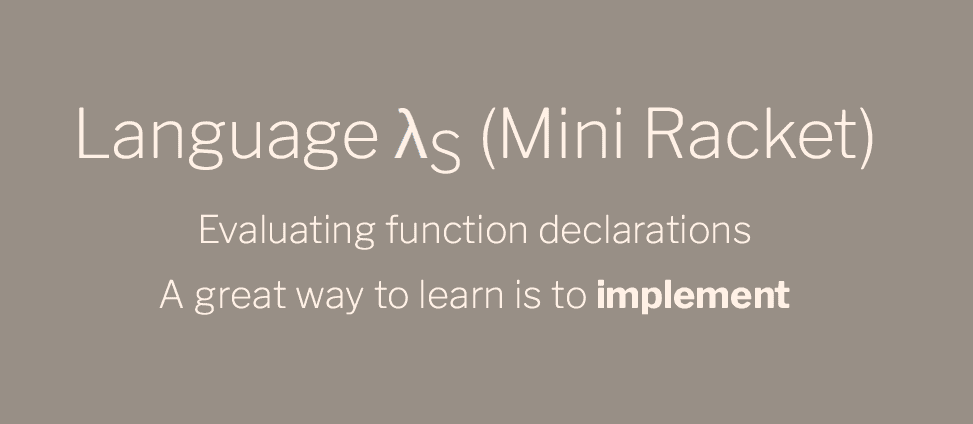 Language λS (Mini Racket)
Evaluating function declarations
A great way to learn is to implement